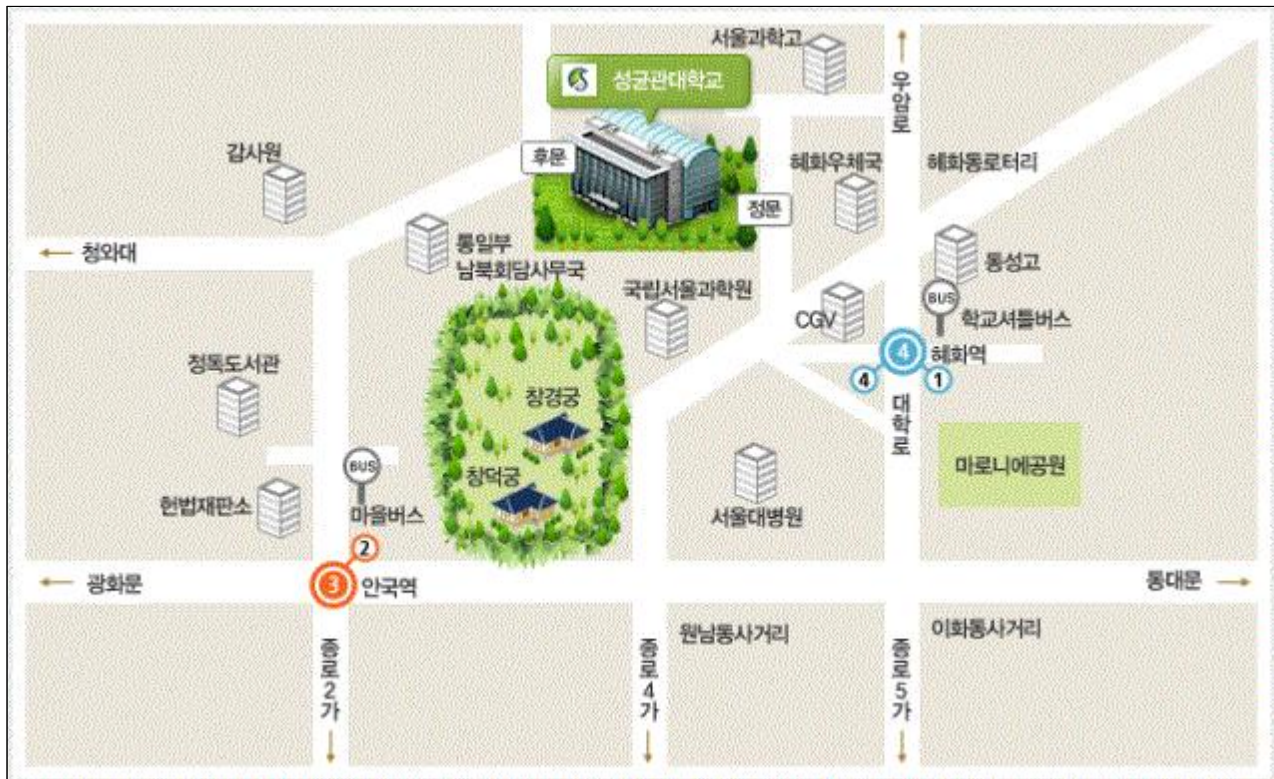 서울과학고
성균관대학교
우암로
감사원
후문
혜화우체국
혜화동로터리
정문
청와대
통일부
남북회담사무국
동성고
국립서울과학원
CGV
BUS
학교셔틀버스
4
혜화역
4
1
정독도서관
창경궁
대학로
마로니에공원
BUS
창덕궁
헌법재판소
마을버스
서울대병원
2
광화문
3
안국역
동대문
원남동사거리
이화동사거리
종로2가
종로4가
종로5가